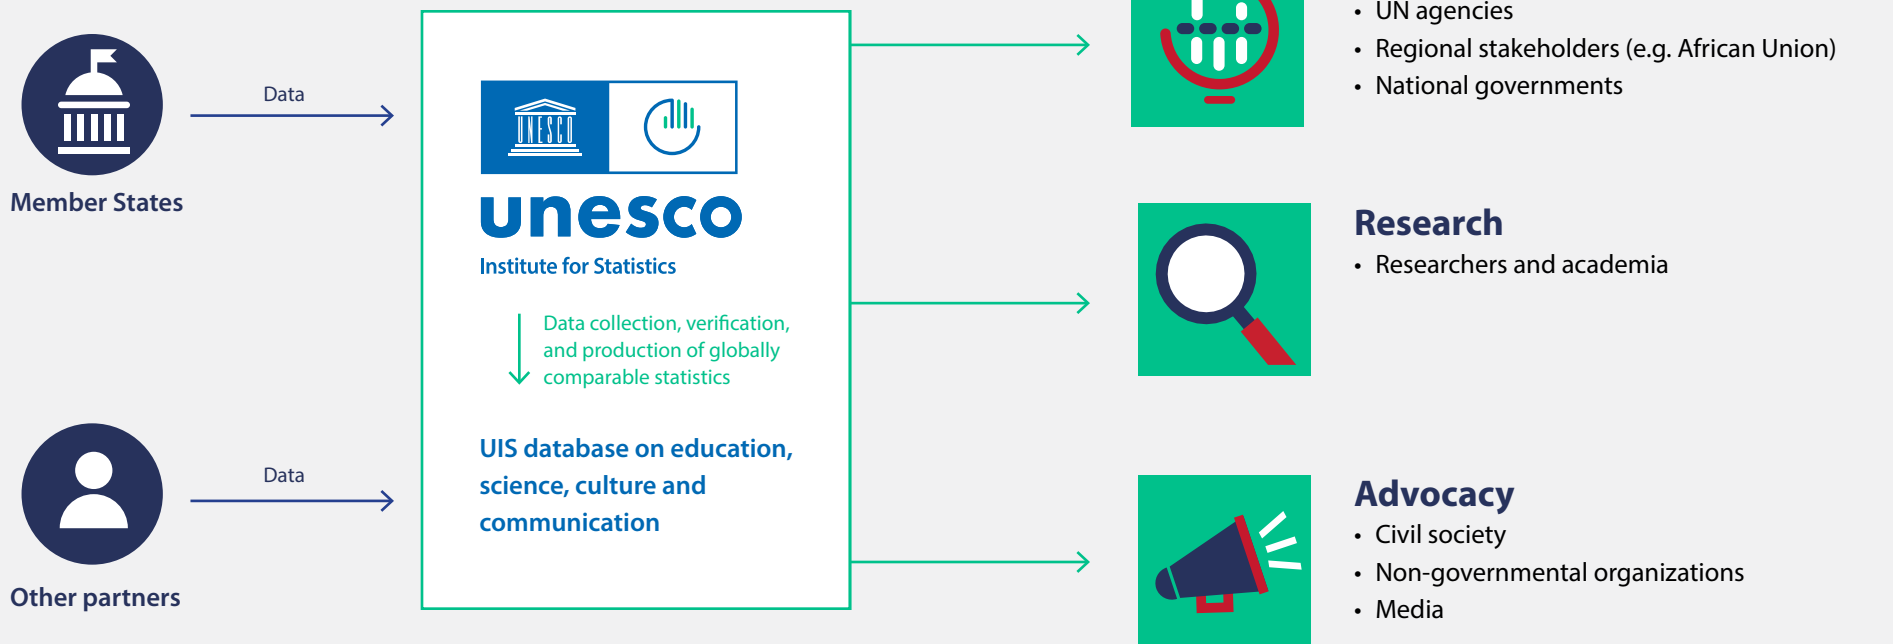 Data
Member States
Data
Other partners
UNESCO
unesco
Institute for Statistics
Data collection, verification,
and production of globally
comparable statistics
UIS database on education,
science, culture and
communication
• UN agencies
• Regional stakeholders (e.g. African Union)
• National governments
Research
• Researchers and academia
Advocacy
• Civil society
• Non-governmental organizations
• Media